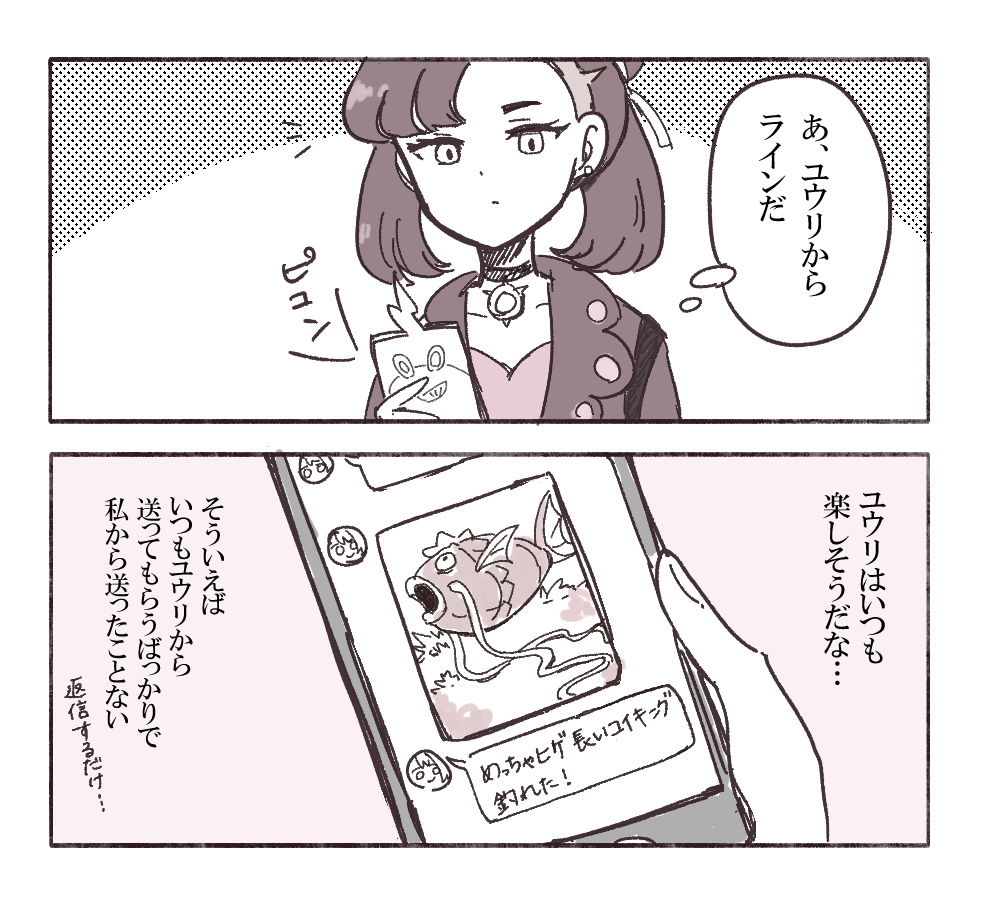 あ、ユウリから
ラインだ
ピコン
ユウリはいつも
楽しそうだな…
めっちゃヒゲ長いコイキング
釣れた！
そういえば
いつもユウリから
送ってもらうばっかりで
私から送ったことない
返信するだけ…